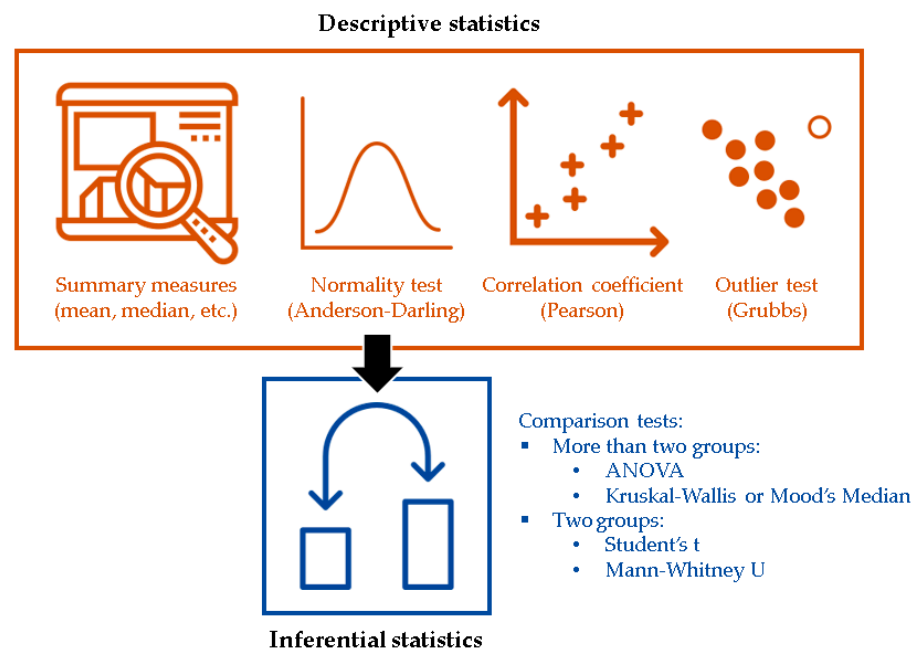 Descriptive statistics
Summary measures
(mean, median, etc.)
Normality test
(Anderson-Darling)
Correlation coefficient
(Pearson)
Outlier test
(Grubbs)
Comparison tests:
▪ More than two groups:
• ANOVA
• Kruskal-Wallis or Mood's Median
▪ Two groups:
• Student's t
• Mann-Whitney U
Inferential statistics